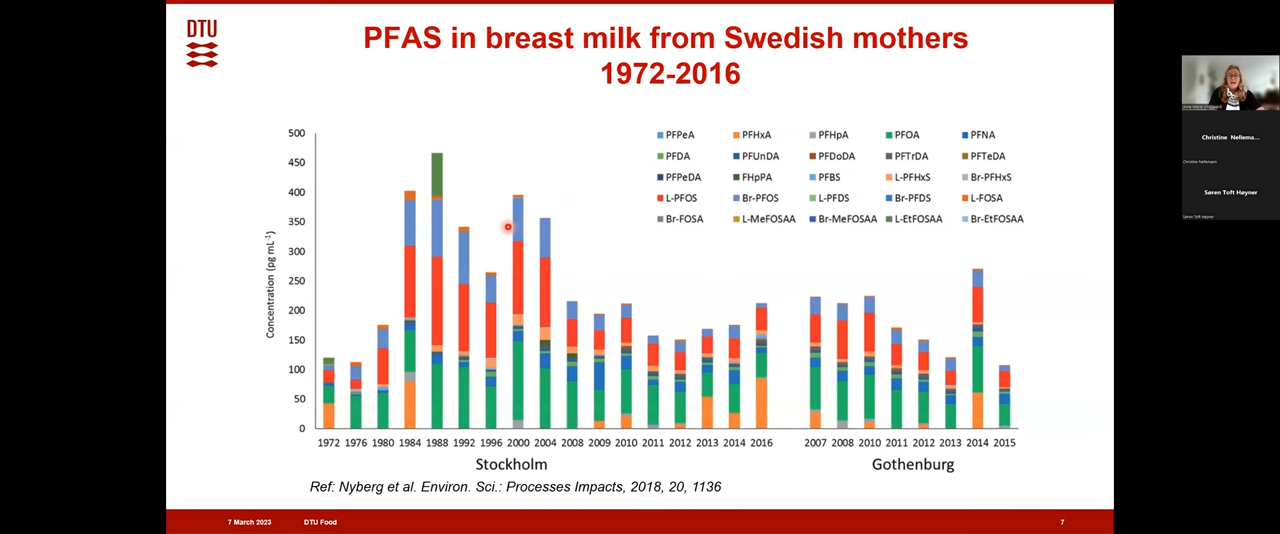 DTU
PFAS in breast milk from Swedish mothers
1972-2016
500
450
400
350
300
250
200
150
100
50
0
Concentration (pg mL-1)
PFPeA PFHxA PFHpA PFOA PFNA
PFDA PFUnDA PFDoDA PFTrDA PFTeDA
PFPeDA FHpPA PFBS L-PFHxS Br-PFHxS
L-PFOS Br-PFOS L-PFDS Br-PFDS L-FOSA
Br-FOSA L-MeFOSAA Br-MeFOSAA L-EtFOSAA Br-EtFOSAA
1972 1976 1980 1984 1988 1992 1996 2000 2004 2008 2009 2010 2011 2012 2013 2014 2016 2007 2008 2010 2011 2012 2013 2014 2015
Stockholm Gothenburg
Ref: Nyberg et al. Environ. Sci.: Processes Impacts, 2018, 20, 1136
7 March 2023 DTU Food 7
Christine Nellema...
Christine Nellemann
Søren Toft Høyner
Søren Toft Høyner